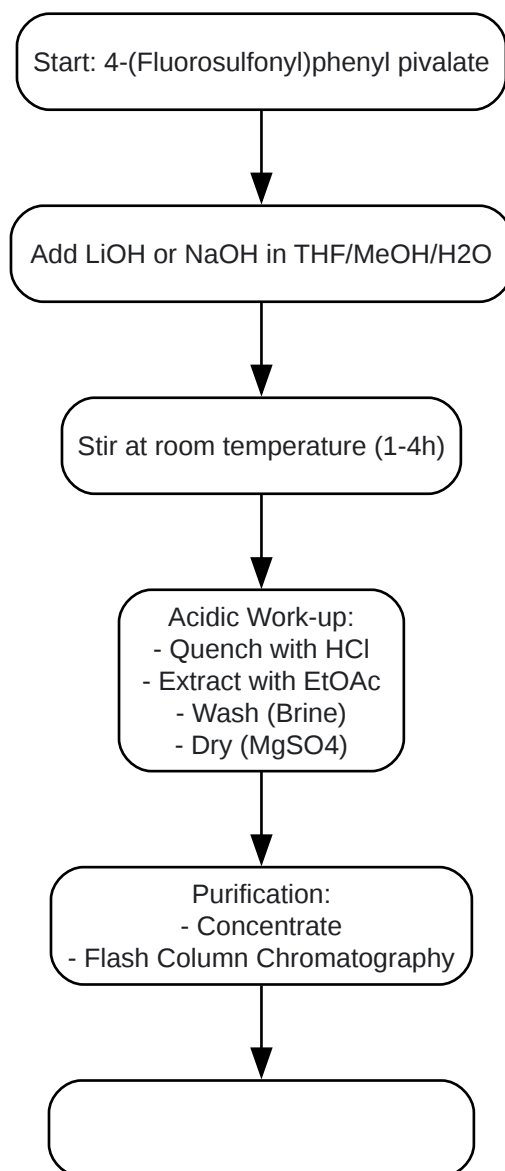 Start: 4-(Fluorosulfonyl)phenyl pivalate
Add LiOH or NaOH in THF/MeOH/H2O
Stir at room temperature (1-4h)
Acidic Work-up:
- Quench with HCl
- Extract with EtOAc
- Wash (Brine)
- Dry (MgSO4)
Purification:
- Concentrate
- Flash Column Chromatography